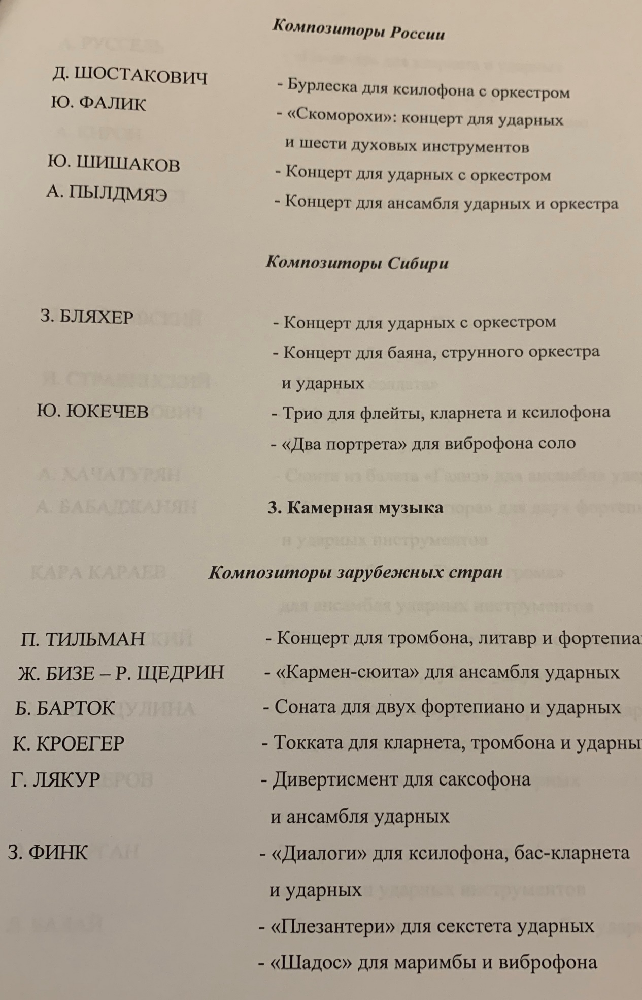 Композиторы России
Д. ШОСТАКОВИЧ - Бурлеска для ксилофона с оркестром
Ю. ФАЛИК - «Скоморохи»: концерт для ударных
и шести духовых инструментов
Ю. ШИШАКОВ - Концерт для ударных с оркестром
А. ПЫЛДМЯЭ - Концерт для ансамбля ударных и оркестра
Композиторы Сибири
З. БЛЯХЕР - Концерт для ударных с оркестром
- Концерт для баяна, струнного оркестра
и ударных
Ю. ЮКЕЧЕВ - Трио для флейты, кларнета и ксилофона
- «Два портрета» для виброфона соло
3. Камерная музыка
Композиторы зарубежных стран
П. ТИЛЬМАН - Концерт для тромбона, литавр и фортепиа
Ж. БИЗЕ – Р. ЩЕДРИН - «Кармен-сюита» для ансамбля ударных
Б. БАРТОК - Соната для двух фортепиано и ударных
К. КРОЕГЕР - Токката для кларнета, тромбона и ударны
Г. ЛЯКУР - Дивертисмент для саксофона
и ансамбля ударных
З. ФИНК - «Диалоги» для ксилофона, бас-кларнета
и ударных
- «Плезантери» для секстета ударных
- «Шадос» для маримбы и виброфона